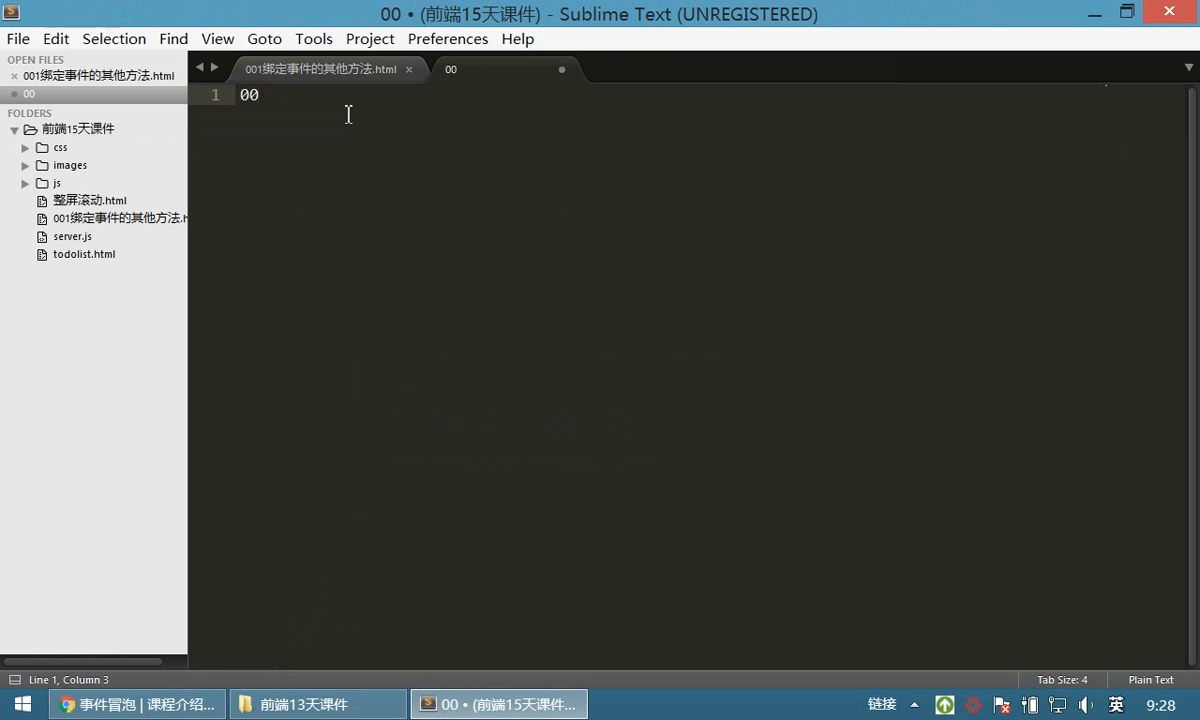 00 • (前端15天课件) - Sublime Text (UNREGISTERED)
File Edit Selection Find View Goto Tools Project Preferences Help
OPEN FILES
001绑定事件的其他方法.html
00
FOLDERS
前端15天课件
css
images
js
整屏滚动.html
001绑定事件的其他方法.h
server.js
todolist.html
001绑定事件的其他方法.html
00
1 00
Line 1, Column 3
Tab Size: 4
Plain Text
事件冒泡 | 课程介绍...
前端13天课件
00 • (前端15天课件...
链接
英
9:28